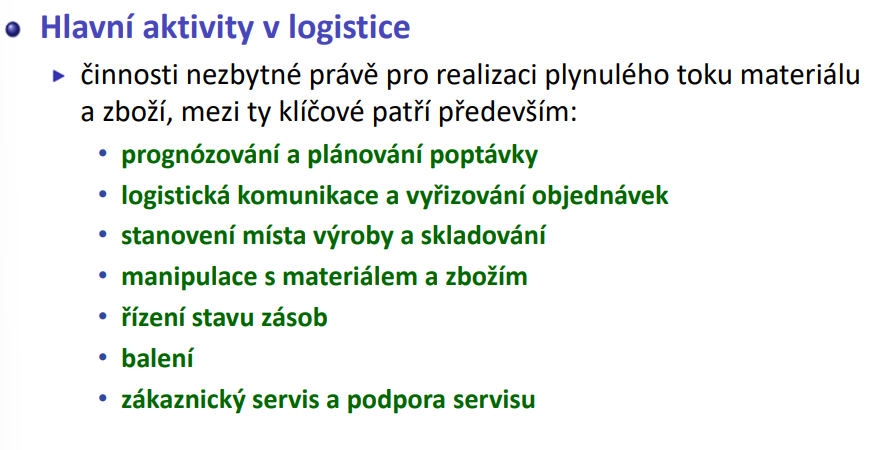 Hlavní aktivity v logistice
činnosti nezbytné právě pro realizaci plynulého toku materiálu
a zboží, mezi ty klíčové patří především:
prognózování a plánování poptávky
logistická komunikace a vyřizování objednávek
stanovení místa výroby a skladování
manipulace s materiálem a zbožím
řízení stavu zásob
balení
zákaznický servis a podpora servisu